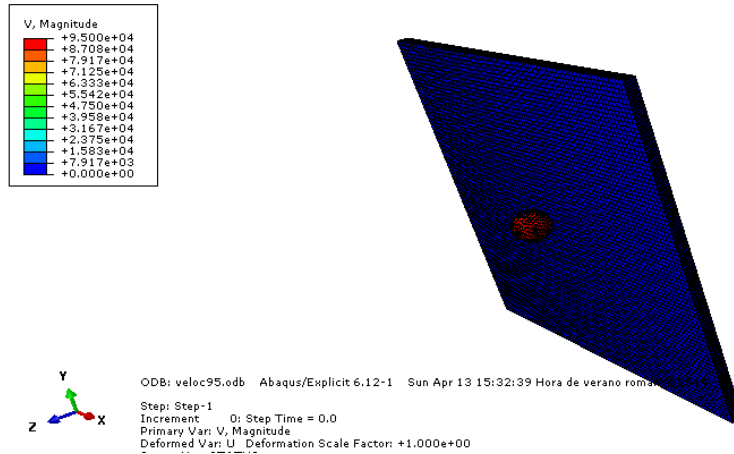 V, Magnitude
+9.500e+04
+8.708e+04
+7.917e+04
+7.125e+04
+6.333e+04
+5.542e+04
+4.750e+04
+3.958e+04
+3.167e+04
+2.375e+04
+1.583e+04
+7.917e+03
+0.000e+00
Y
Z
X
ODB: veloc95.odb Abaqus/Explicit 6.12-1 Sun Apr 13 15:32:39 Hora de verano
Step: Step-1
Increment 0: Step Time = 0.0
Primary Var: V, Magnitude
Deformed Var: U Deformation Scale Factor: +1.000e+00